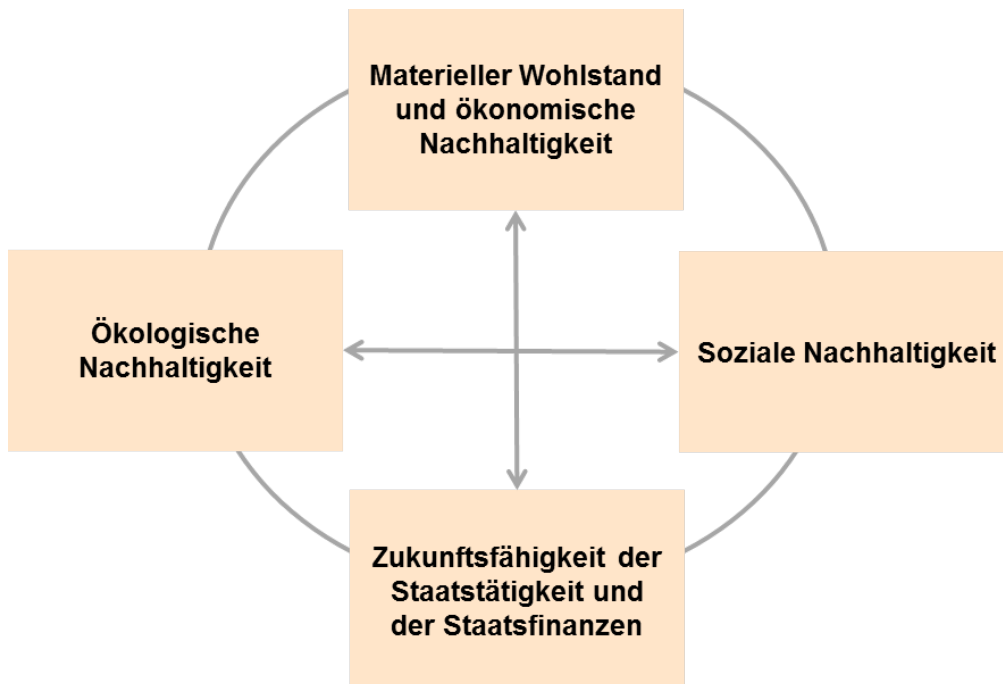 Materieller Wohlstand
und ökonomische
Nachhaltigkeit
Ökologische
Nachhaltigkeit
Soziale Nachhaltigkeit
Zukunftsfähigkeit der
Staatstätigkeit und
der Staatsfinanzen